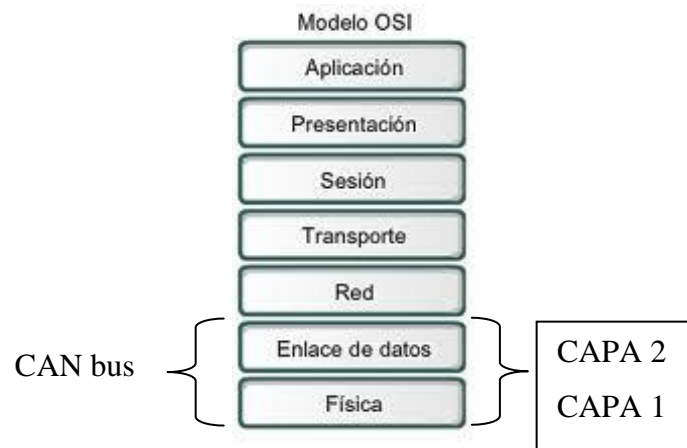 Modelo OSI
Aplicación
Presentación
Sesión
Transporte
Red
Enlace de datos
Física
CAN bus
CAPA 2
CAPA 1